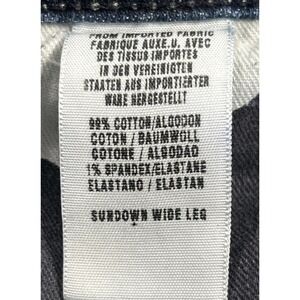 FROM IMPORTED FABRIC
FABRIQUE AUX E.U. AVEC
DES TISSUS IMPORTES
IN DEN VEREINIGTEN
STAATEN AUS IMPORTIERTER
WARE HERGESTELLT
99% COTTON/ALGODON
COTON/BAUMWOLL
COTONE/ALGODAO
1% SPANDEX/ELASTANE
ELASTANO/ELASTAN
SUNDOWN WIDE LEG